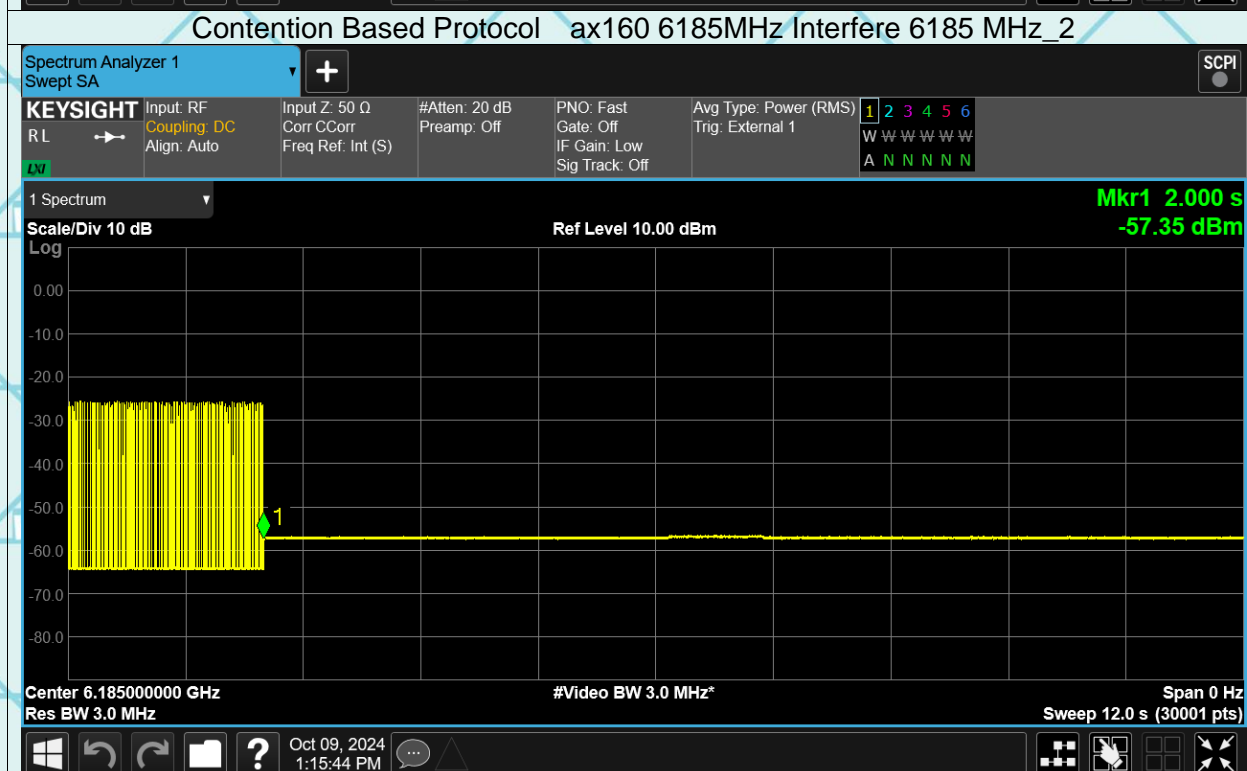 Contention Based Protocol ax160 6185MHz Interfere 6185 MHz_2
Spectrum Analyzer 1
Swept SA
+
SCPI
KEYSIGHT
RL
LXI
Input: RF
Coupling: DC
Align: Auto
Input Z: 50 Ω
Corr CCorr
Freq Ref: Int (S)
#Atten: 20 dB
Preamp: Off
PNO: Fast
Gate: Off
IF Gain: Low
Sig Track: Off
Avg Type: Power (RMS)
Trig: External 1
1 2 3 4 5 6
W W W W W W
A N N N N N
1 Spectrum
Mkr1 2.000 s
-57.35 dBm
Scale/Div 10 dB
Ref Level 10.00 dBm
Log
0.00
-10.0
-20.0
-30.0
-40.0
-50.0
1
-60.0
-70.0
-80.0
Center 6.185000000 GHz
#Video BW 3.0 MHz*
Span 0 Hz
Res BW 3.0 MHz
Sweep 12.0 s (30001 pts)
?
Oct 09, 2024
1:15:44 PM